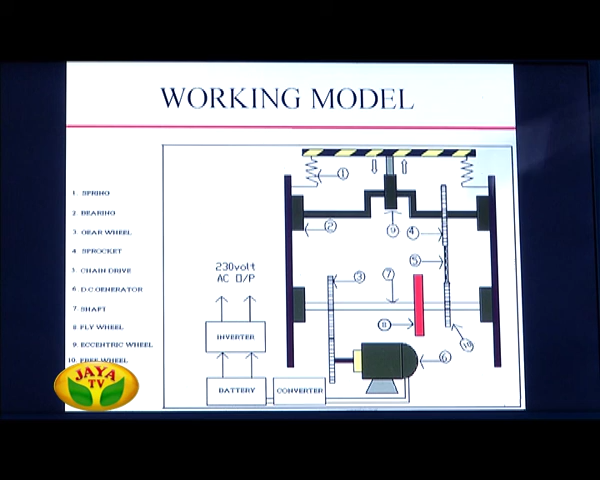 WORKING MODEL
1 SPRING
2 BEARING
3 GEAR WHEEL
4 SPROCKET
5 CHAIN DRIVE
6 D.C GENERATOR
7 SHAFT
8 FLY WHEEL
9 ECCENTRIC WHEEL
10 FREE WHEEL
1
2
9
4
5
230volt
AC O/P
3
7
8
10
6
INVERTER
BATTERY
CONVERTER
JAYA
TV